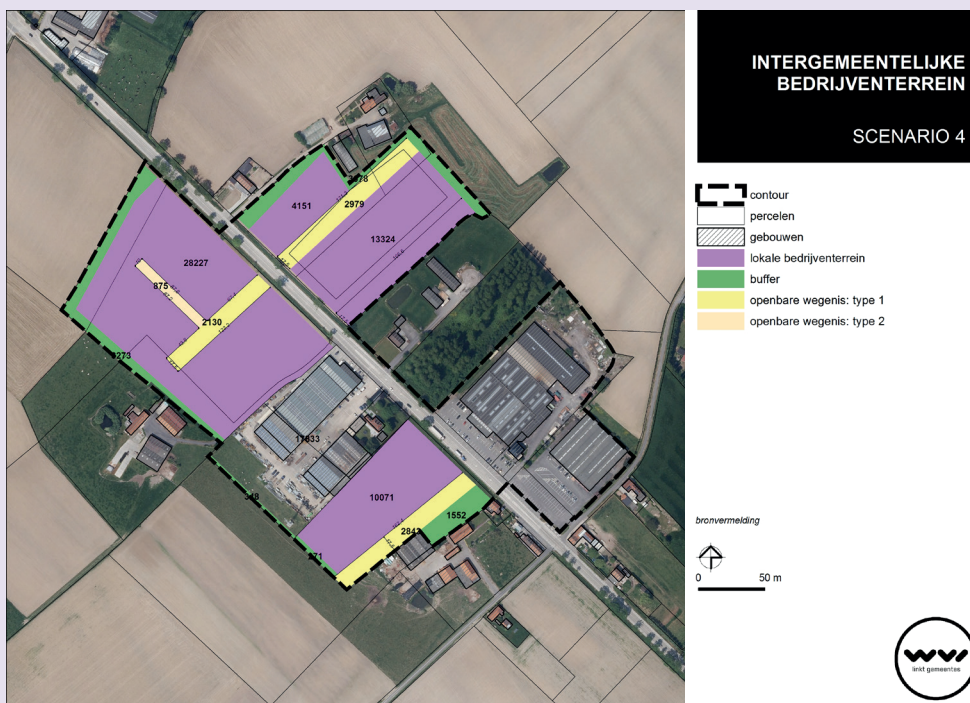 INTERGEMEENTELIJKE
BEDRIJVENTERREIN
SCENARIO 4
contour
percelen
gebouwen
lokale bedrijventerrein
buffer
openbare wegenis: type 1
openbare wegenis: type 2
4151
2979
13324
28227
875
2130
17833
10071
1552
bronvermelding
0 50 m
linkt gemeentes